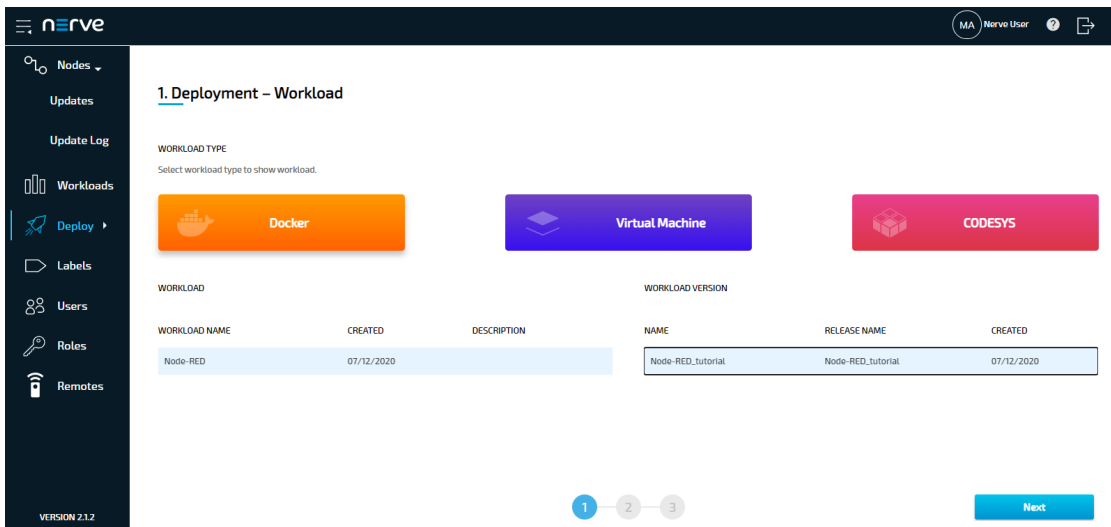 nerve
MA Nerve User ?
Nodes
Updates
Update Log
Workloads
Deploy
Labels
Users
Roles
Remotes
VERSION 2.1.2
1. Deployment – Workload
WORKLOAD TYPE
Select workload type to show workload.
Docker Virtual Machine CODESYS
WORKLOAD
WORKLOAD NAME CREATED DESCRIPTION
Node-RED 07/12/2020
WORKLOAD VERSION
NAME RELEASE NAME CREATED
Node-RED_tutorial Node-RED_tutorial 07/12/2020
1 2 3
Next